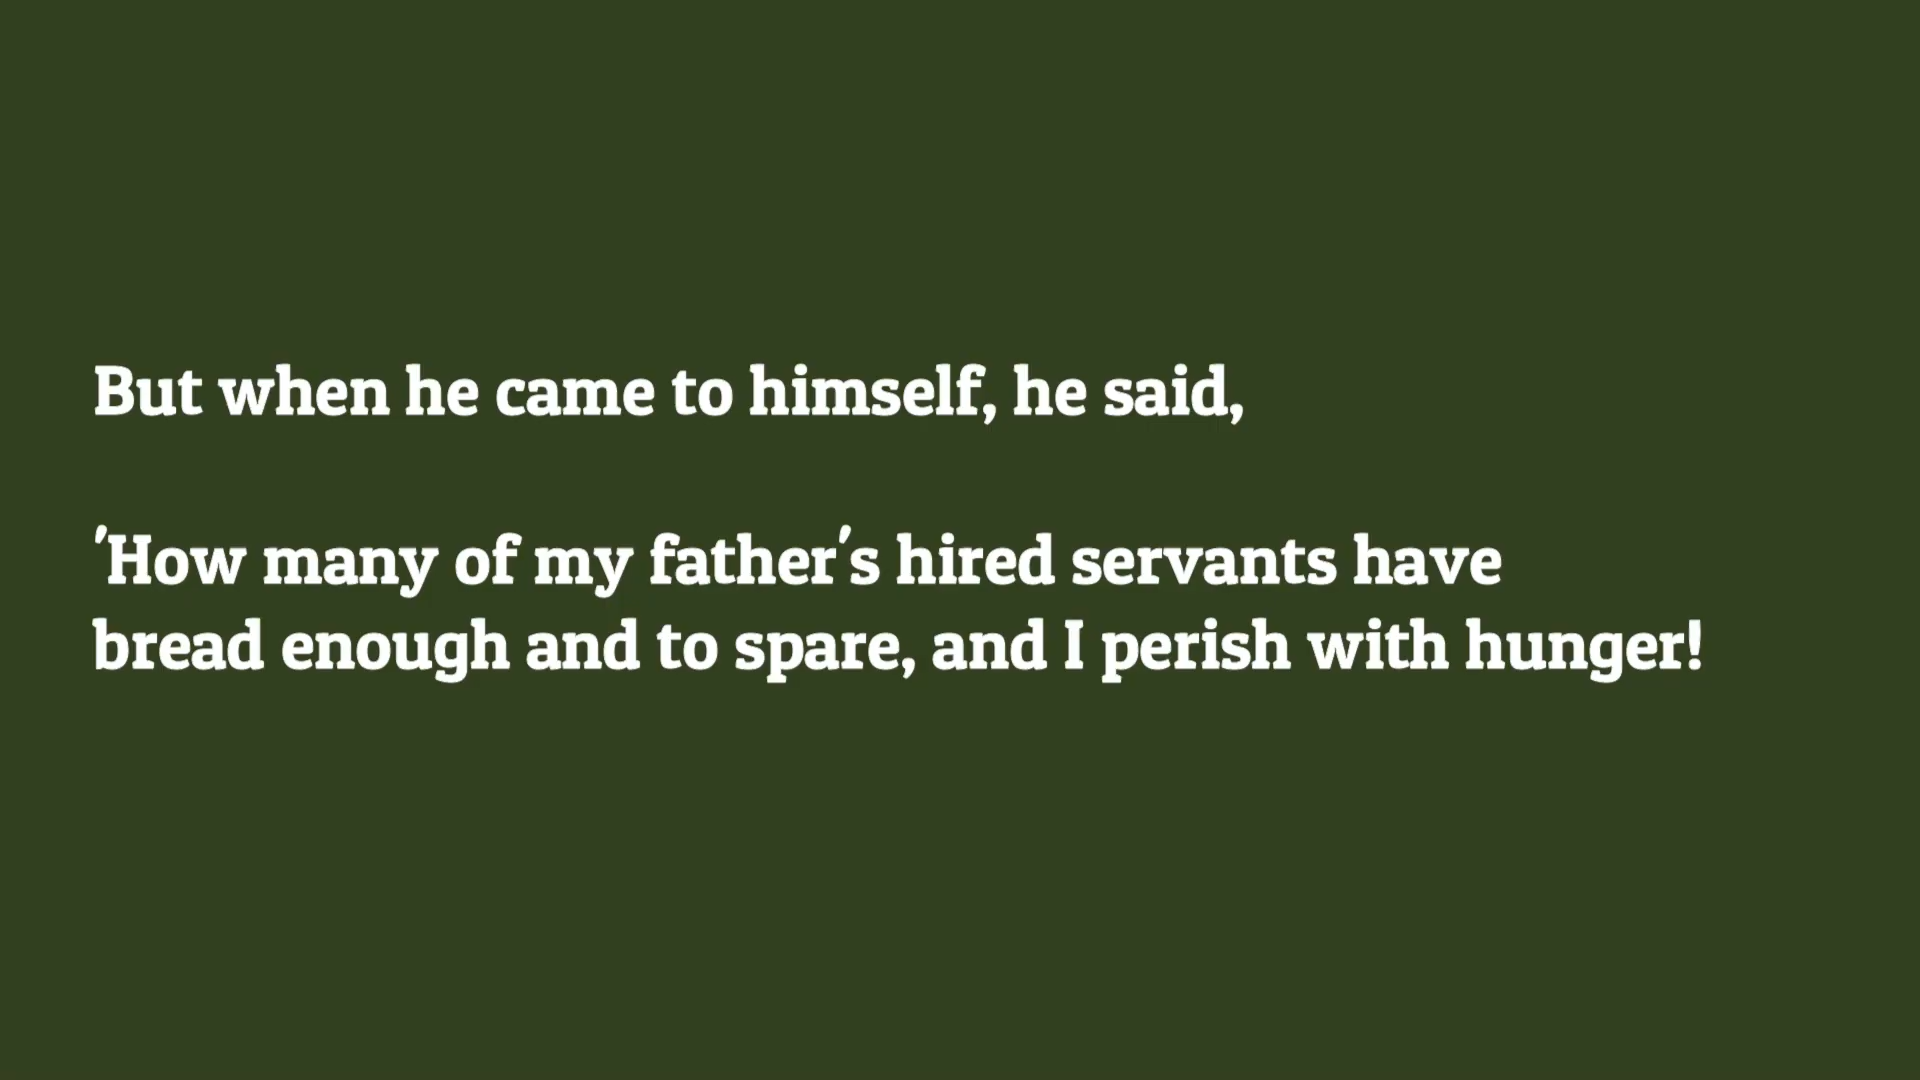 But when he came to himself, he said,
'How many of my father's hired servants have
bread enough and to spare, and I perish with hunger!